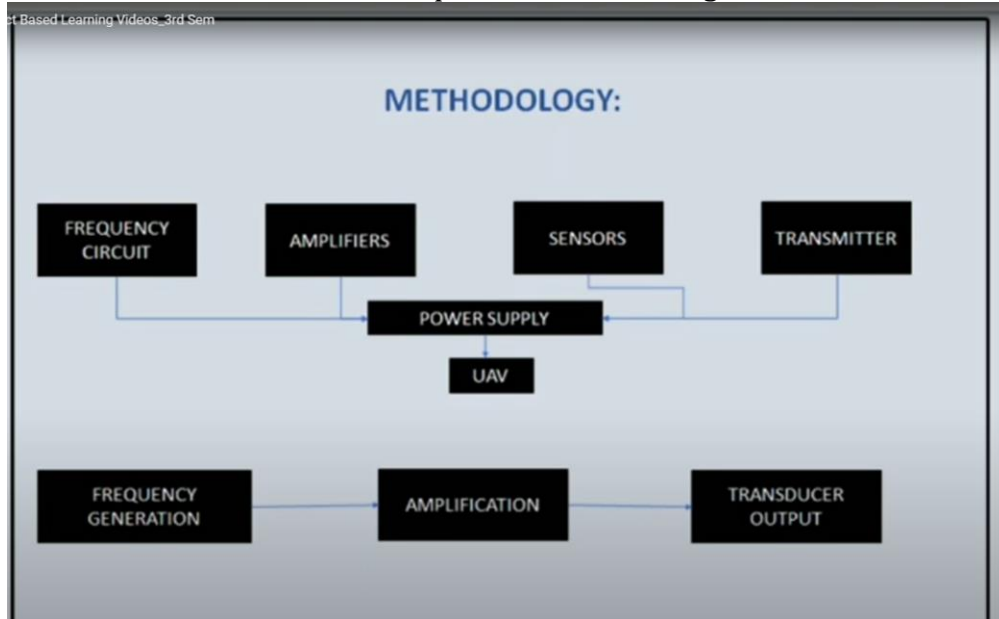 ct Based Learning Videos_3rd Sem
METHODOLOGY:
FREQUENCY
CIRCUIT
AMPLIFIERS
SENSORS
TRANSMITTER
POWER SUPPLY
UAV
FREQUENCY
GENERATION
AMPLIFICATION
TRANSDUCER
OUTPUT